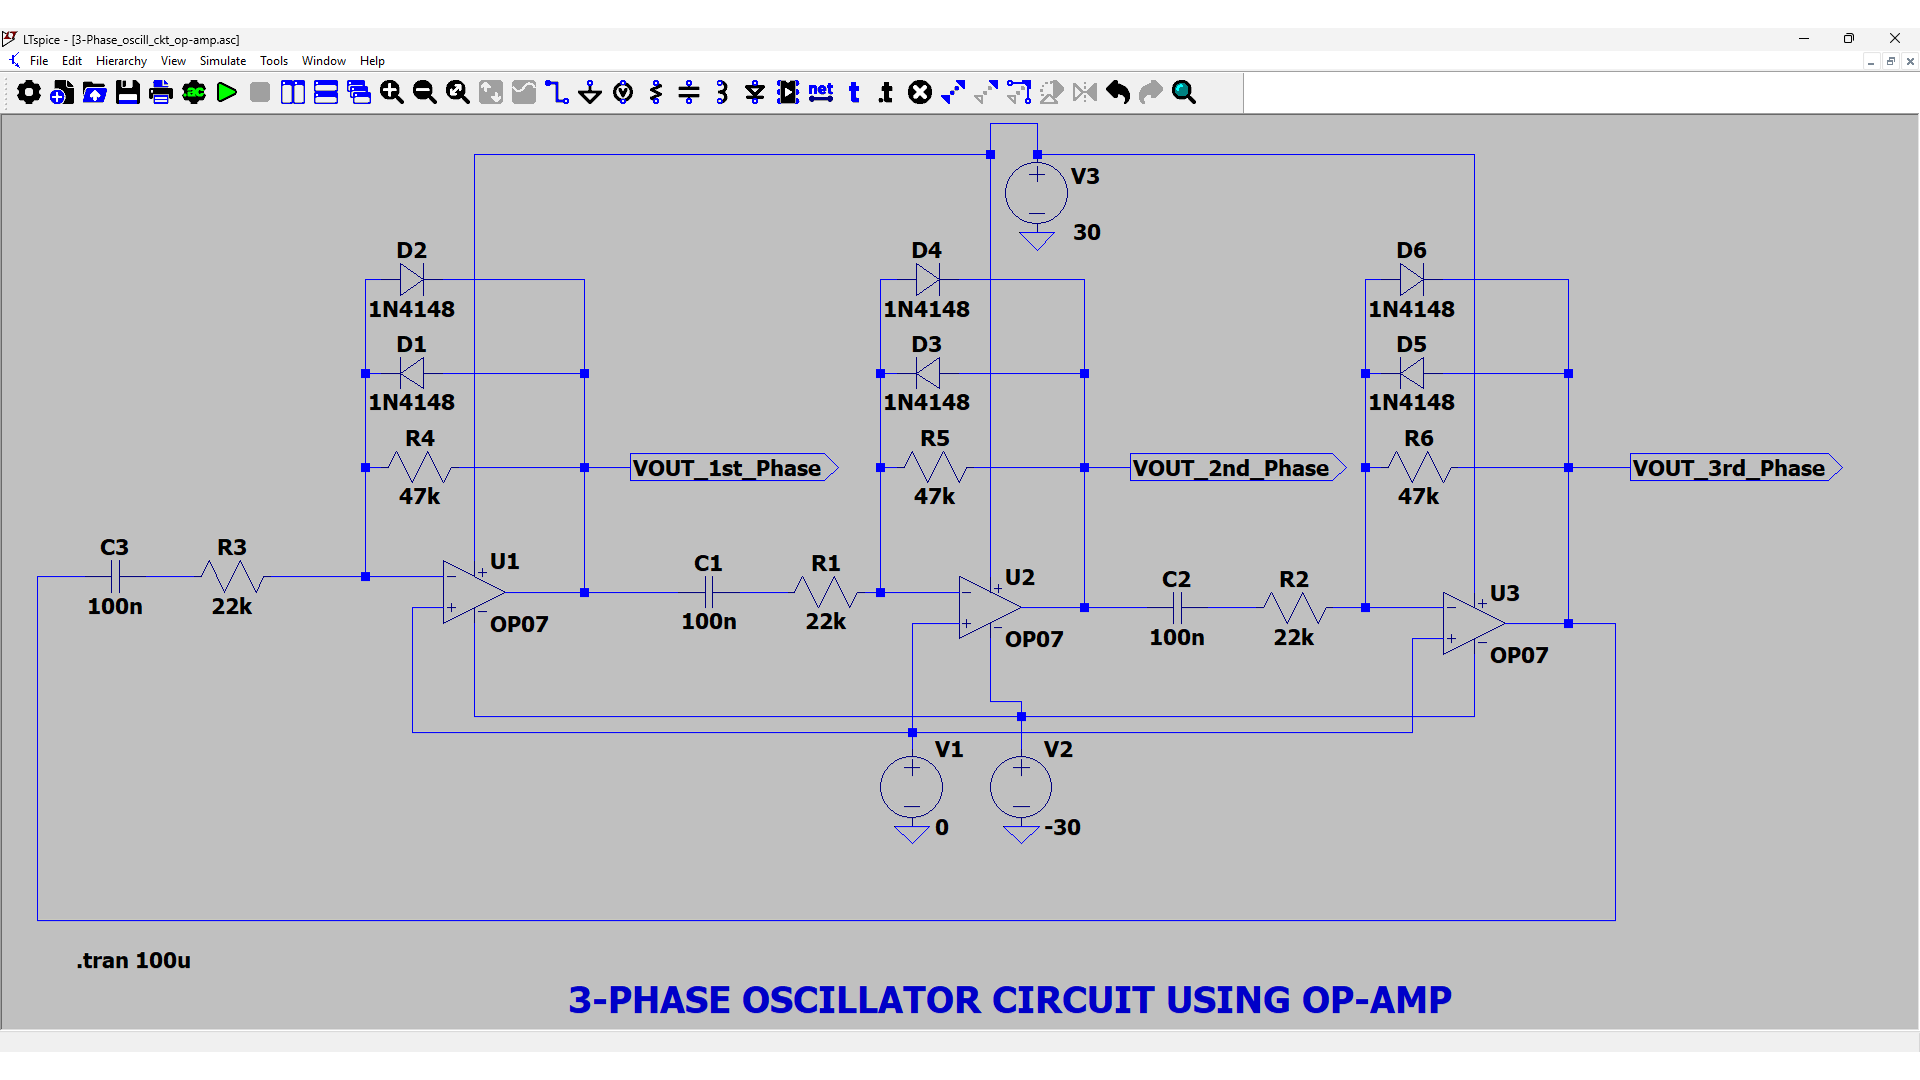 LTspice - [3-Phase_oscill_ckt_op-amp.asc]
File Edit Hierarchy View Simulate Tools Window Help
ac net t .t
V3
30
D2
1N4148
D1
1N4148
R4
47k
VOUT_1st_Phase
D4
1N4148
D3
1N4148
R5
47k
VOUT_2nd_Phase
D6
1N4148
D5
1N4148
R6
47k
VOUT_3rd_Phase
C3
100n
R3
22k
U1
OP07
C1
100n
R1
22k
U2
OP07
C2
100n
R2
22k
U3
OP07
V1
0
V2
-30
.tran 100u
3-PHASE OSCILLATOR CIRCUIT USING OP-AMP